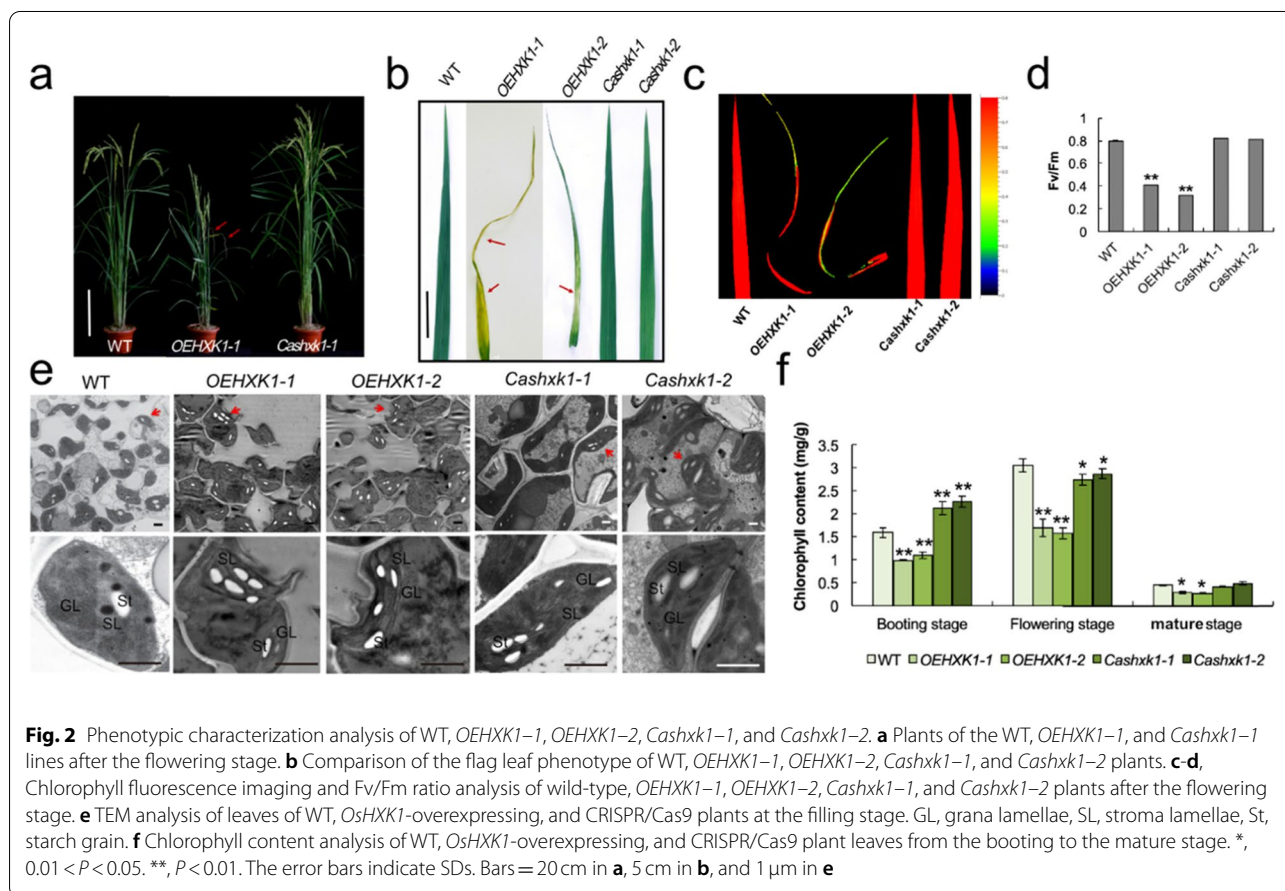 a
WT
OEHXK1-1
Cashxk1-1
b
WT
OEHXK1-1
OEHXK1-2
Cashxk1-1
Cashxk1-2
c
WT
OEHXK1-1
OEHXK1-2
Cashxk1-1
Cashxk1-2
d
Fv/Fm
1
0.8
0.6
0.4
0.2
0
** **
WT
OEHXK1-1
OEHXK1-2
Cashxk1-1
Cashxk1-2
e
WT OEHXK1-1 OEHXK1-2 Cashxk1-1 Cashxk1-2
GL St SL
SL GL St
SL GL St
SL GL St
St SL GL
f
Chlorophyll content (mg/g)
3.5
3
2.5
2
1.5
1
0.5
0
** ** ** **
** ** * *
* *
Booting stage Flowering stage mature stage
WT OEHXK1-1 OEHXK1-2 Cashxk1-1 Cashxk1-2
Fig. 2 Phenotypic characterization analysis of WT, OEHXK1–1, OEHXK1–2, Cashxk1–1, and Cashxk1–2. a Plants of the WT, OEHXK1–1, and Cashxk1–1
lines after the flowering stage. b Comparison of the flag leaf phenotype of WT, OEHXK1–1, OEHXK1–2, Cashxk1–1, and Cashxk1–2 plants. c-d,
Chlorophyll fluorescence imaging and Fv/Fm ratio analysis of wild-type, OEHXK1–1, OEHXK1–2, Cashxk1–1, and Cashxk1–2 plants after the flowering
stage. e TEM analysis of leaves of WT, OsHXK1-overexpressing, and CRISPR/Cas9 plants at the filling stage. GL, grana lamellae, SL, stroma lamellae, St,
starch grain. f Chlorophyll content analysis of WT, OsHXK1-overexpressing, and CRISPR/Cas9 plant leaves from the booting to the mature stage. *,
0.01 < P < 0.05. **, P < 0.01. The error bars indicate SDs. Bars = 20 cm in a, 5 cm in b, and 1 μm in e